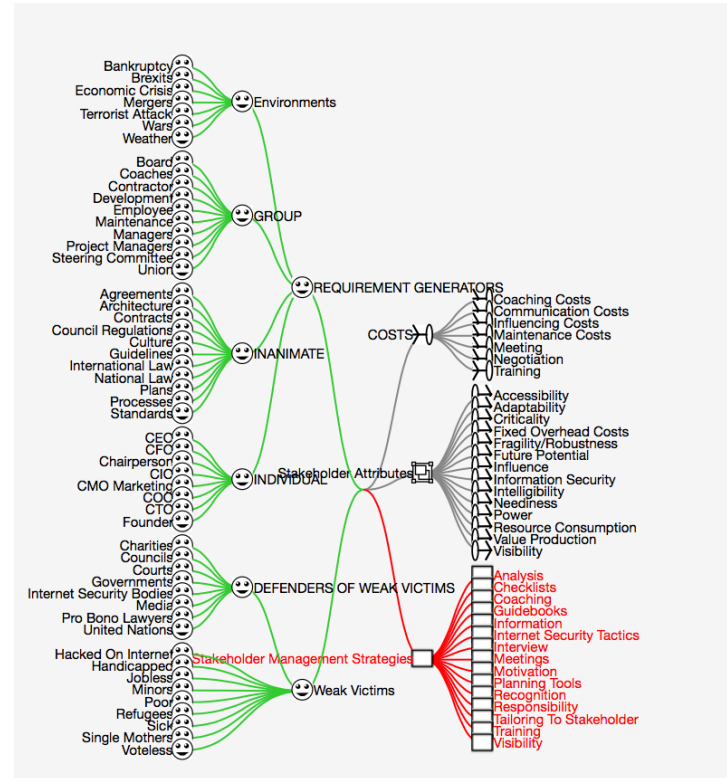 Bankruptcy
Brexits
Economic Crisis
Mergers
Terrorist Attack
Wars
Weather
Environments
Board
Coaches
Contractor
Development
Employee
Maintenance
Managers
Project Managers
Steering Committee
Union
GROUP
REQUIREMENT GENERATORS
Agreements
Architecture
Contracts
Council Regulations
Culture
Guidelines
International Law
National Law
Plans
Processes
Standards
INANIMATE
CEO
CFO
Chairperson
CIO
CMO Marketing
COO
CTO
Founder
INDIVIDUAL
Charities
Councils
Courts
Governments
Internet Security Bodies
Media
Pro Bono Lawyers
United Nations
DEFENDERS OF WEAK VICTIMS
Hacked On Internet
Handicapped
Jobless
Minors
Poor
Refugees
Sick
Single Mothers
Voteless
Weak Victims
COSTS
Coaching Costs
Communication Costs
Influencing Costs
Maintenance Costs
Meeting
Negotiation
Training
Stakeholder Attributes
Accessibility
Adaptability
Criticality
Fixed Overhead Costs
Fragility/Robustness
Future Potential
Influence
Information Security
Intelligibility
Neediness
Power
Resource Consumption
Value Production
Visibility
Stakeholder Management Strategies
Analysis
Checklists
Coaching
Guidebooks
Information
Internet Security Tactics
Interview
Meetings
Motivation
Planning Tools
Recognition
Responsibility
Tailoring To Stakeholder
Training
Visibility